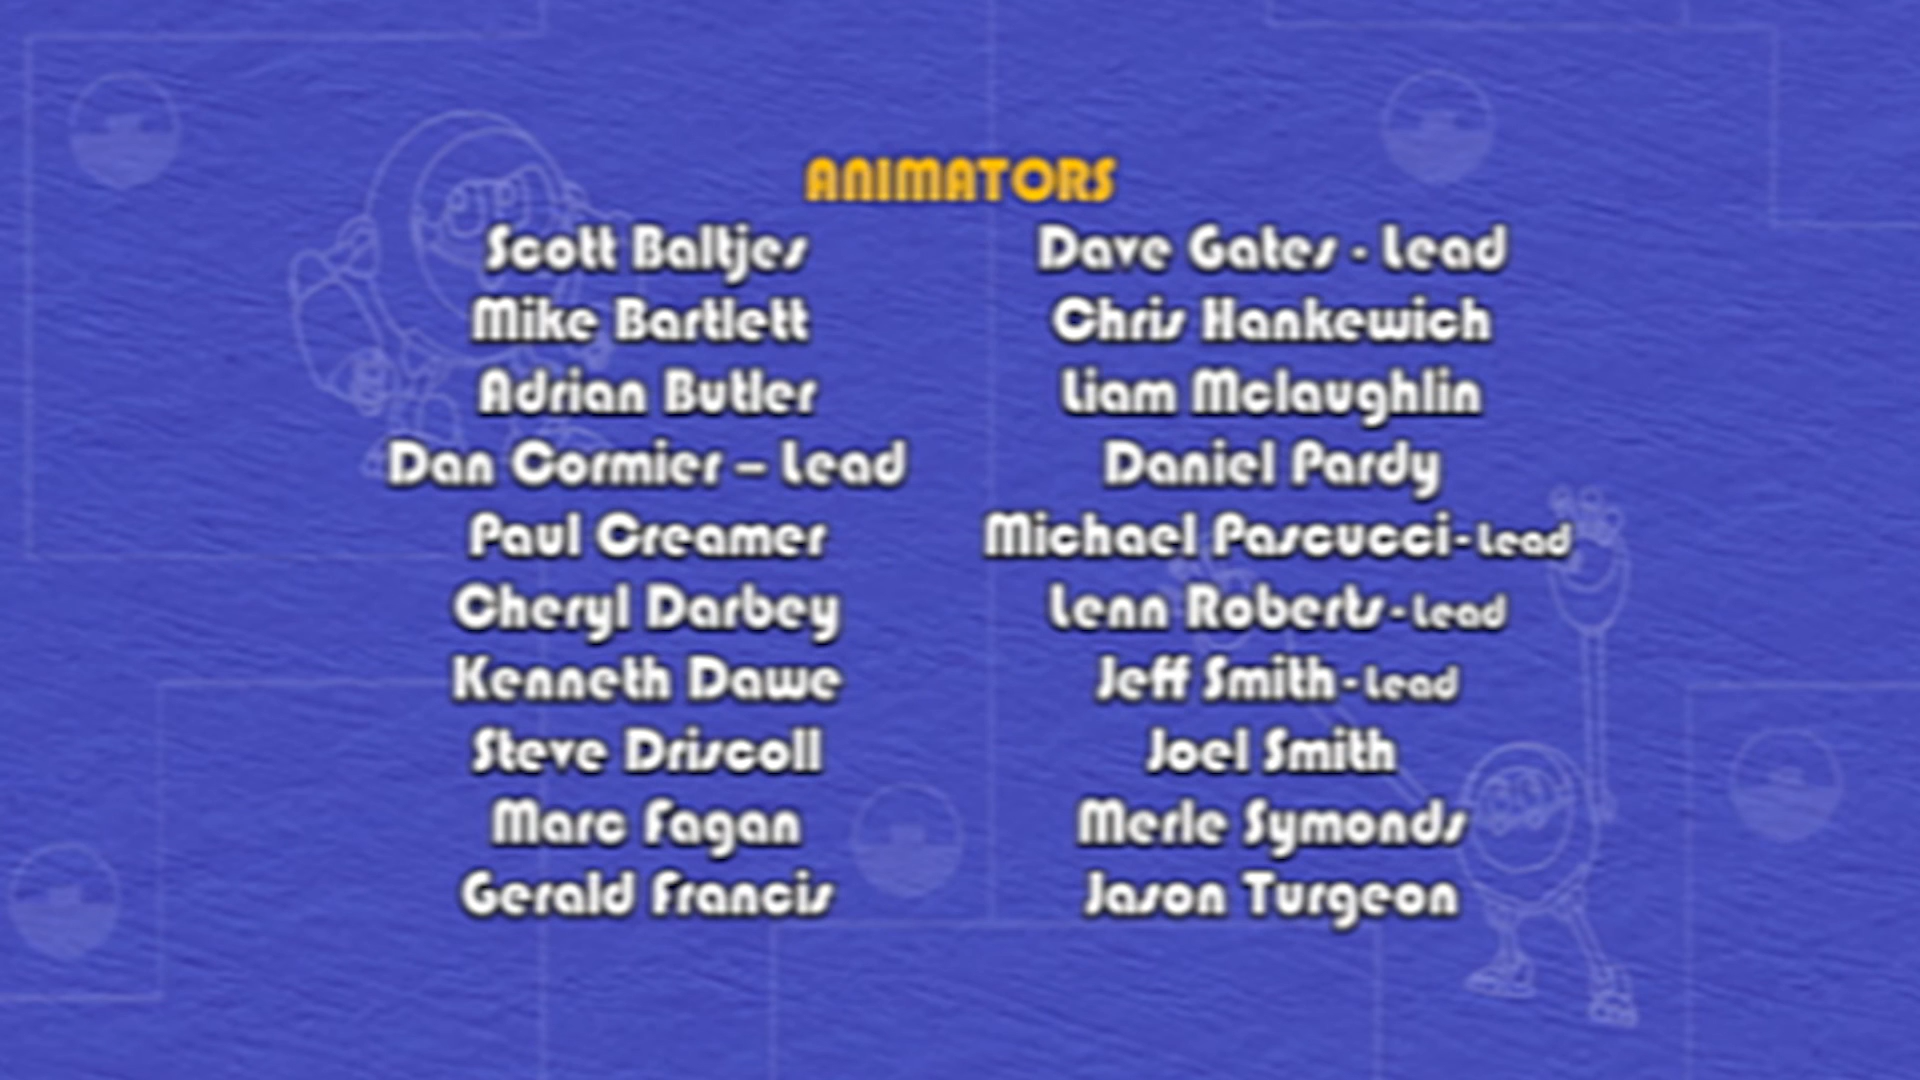 ANIMATORS
Scott Baltjes
Mike Bartlett
Adrian Butler
Dan Cormier – Lead
Paul Creamer
Cheryl Darbey
Kenneth Dawe
Steve Driscoll
Marc Fagan
Gerald Francis
Dave Gates - Lead
Chris Hankewich
Liam Mclaughlin
Daniel Pardy
Michael Pascucci - Lead
Lenn Roberts - Lead
Jeff Smith - Lead
Joel Smith
Merle Symonds
Jason Turgeon